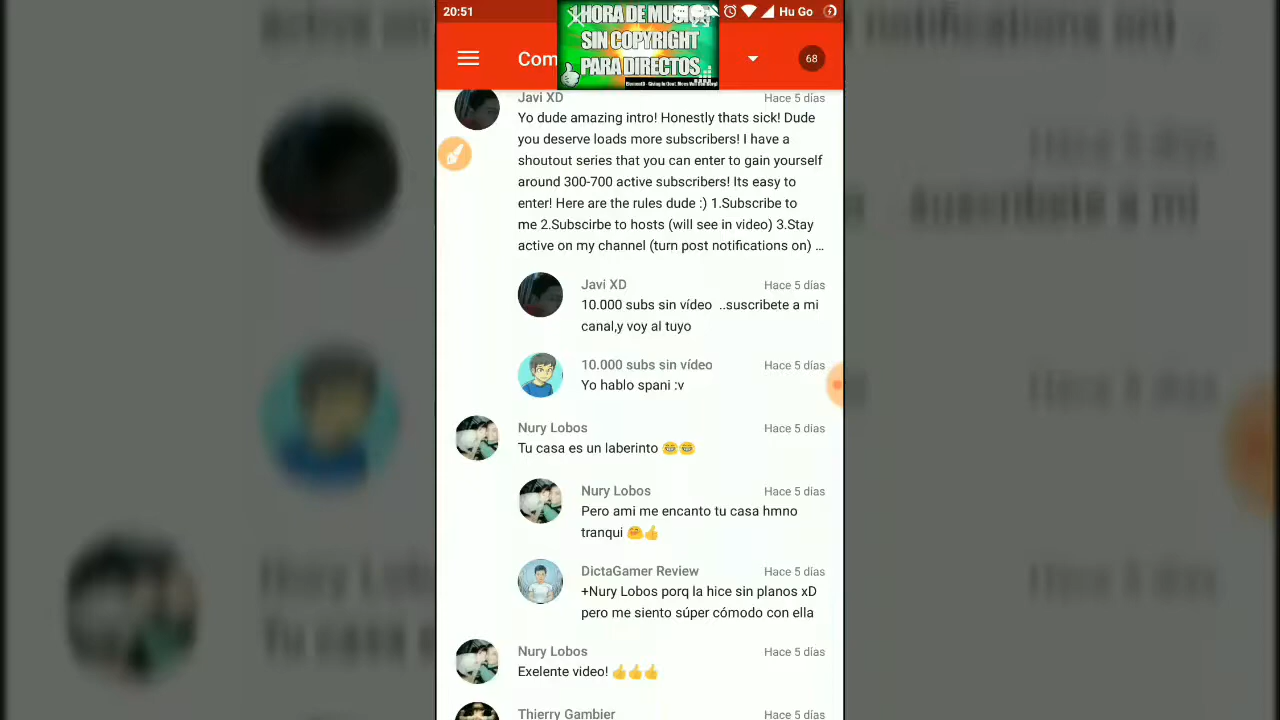 20:51
1 HORA DE MUSICA
SIN COPYRIGHT
PARA DIRECTOS
Hu Go
Com
68
Javi XD
Hace 5 días
Yo dude amazing intro! Honestly thats sick! Dude
you deserve loads more subscribers! I have a
shoutout series that you can enter to gain yourself
around 300-700 active subscribers! Its easy to
enter! Here are the rules dude :) 1.Subscribe to
me 2.Subscirbe to hosts (will see in video) 3.Stay
active on my channel (turn post notifications on) ...
Javi XD
Hace 5 días
10.000 subs sin vídeo ..suscribete a mi
canal,y voy al tuyo
10.000 subs sin vídeo
Hace 5 días
Yo hablo spani :v
Nury Lobos
Hace 5 días
Tu casa es un laberinto 🤓🤓
Nury Lobos
Hace 5 días
Pero ami me encanto tu casa hmno
tranqui 🤗👍
DictaGamer Review
Hace 5 días
+Nury Lobos porq la hice sin planos xD
pero me siento súper cómodo con ella
Nury Lobos
Hace 5 días
Exelente video! 👍👍👍
Thierry Gambier
Hace 5 días